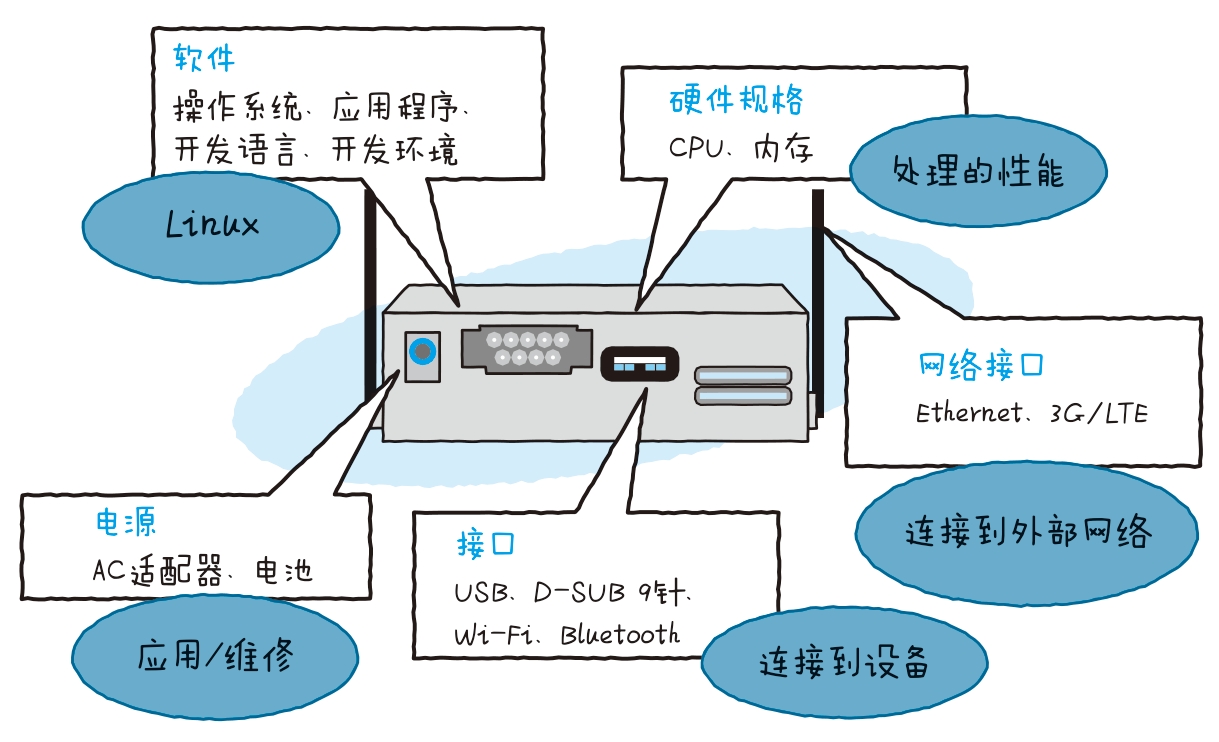 软件
操作系统、应用程序、
开发语言、开发环境
Linux
硬件规格
CPU、内存
处理的性能
网络接口
Ethernet、3G/LTE
连接到外部网络
电源
AC适配器、电池
应用/维修
接口
USB、D-SUB 9针、
Wi-Fi、Bluetooth
连接到设备